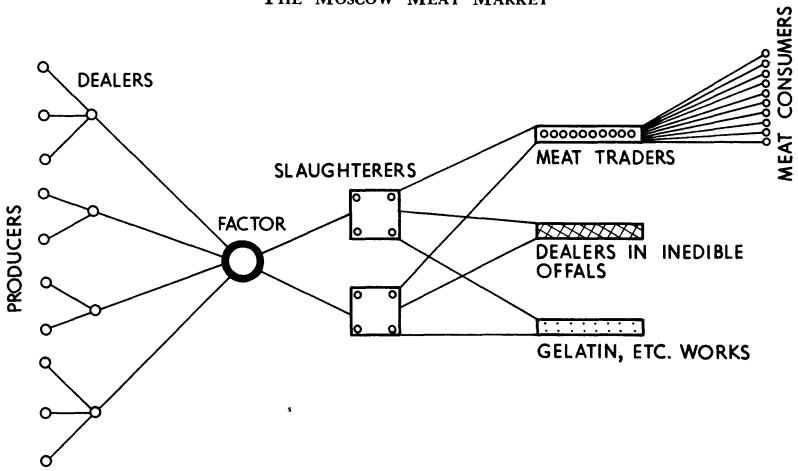 THE MOSCOW MEAT MARKET
DEALERS
PRODUCERS
FACTOR
SLAUGHTERERS
MEAT TRADERS
MEAT CONSUMERS
DEALERS IN INEDIBLE
OFFALS
GELATIN, ETC. WORKS